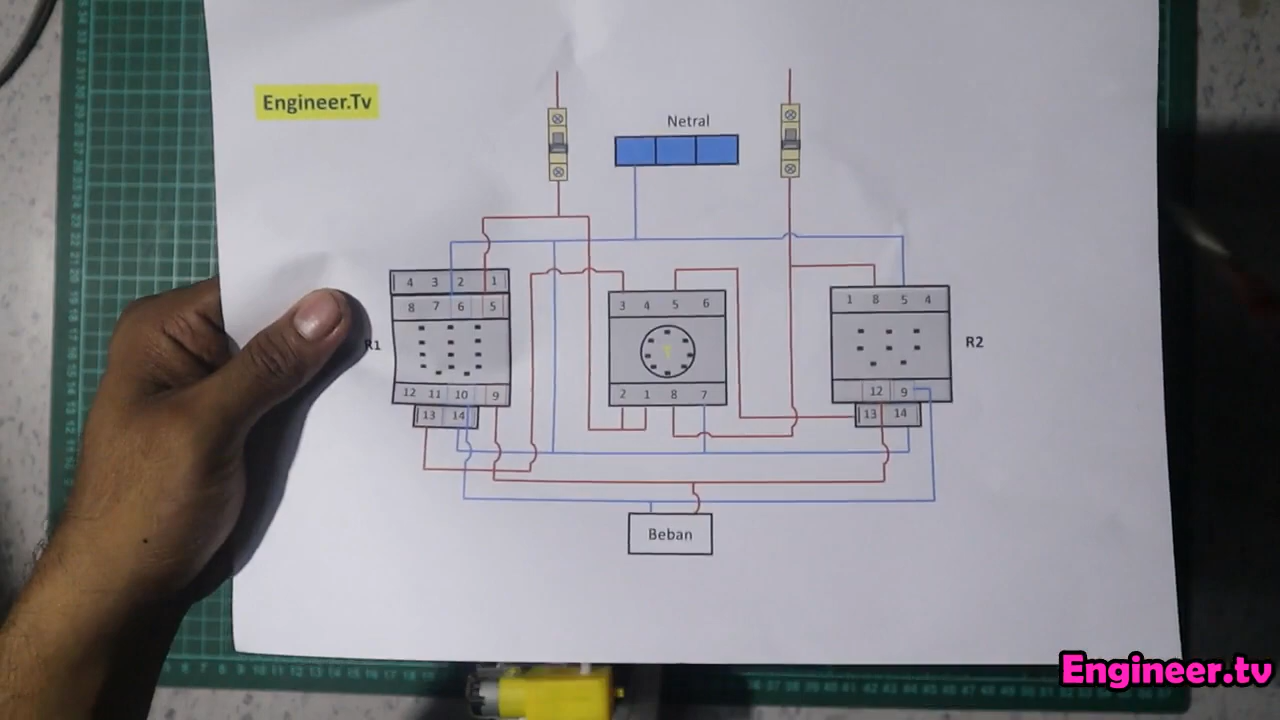 Engineer.Tv
Netral
4 3 2 1
8 7 6 5
12 11 10 9
13 14
R1
3 4 5 6
2 1 8 7
1 8 5 4
12 9
13 14
R2
Beban
Engineer.tv